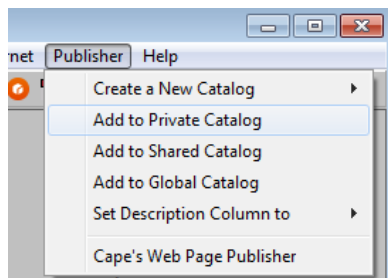 rnet Publisher Help
Create a New Catalog
Add to Private Catalog
Add to Shared Catalog
Add to Global Catalog
Set Description Column to
Cape's Web Page Publisher